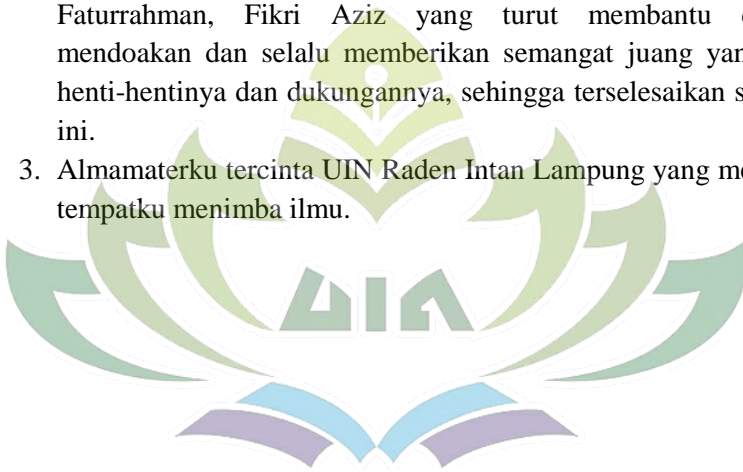 Faturrahman, Fikri Aziz yang turut membantu
mendoakan dan selalu memberikan semangat juang
henti-hentinya dan dukungannya, sehingga terselesaikan
ini.
3. Almamaterku tercinta UIN Raden Intan Lampung yang
tempatku menimba ilmu.
UIN